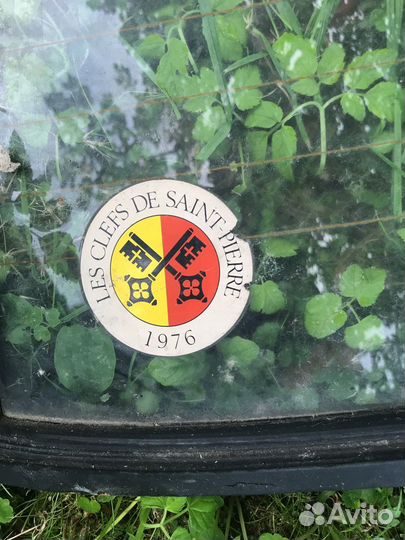 LES CLEFS DE SAINT-PIERRE
1976
Avito